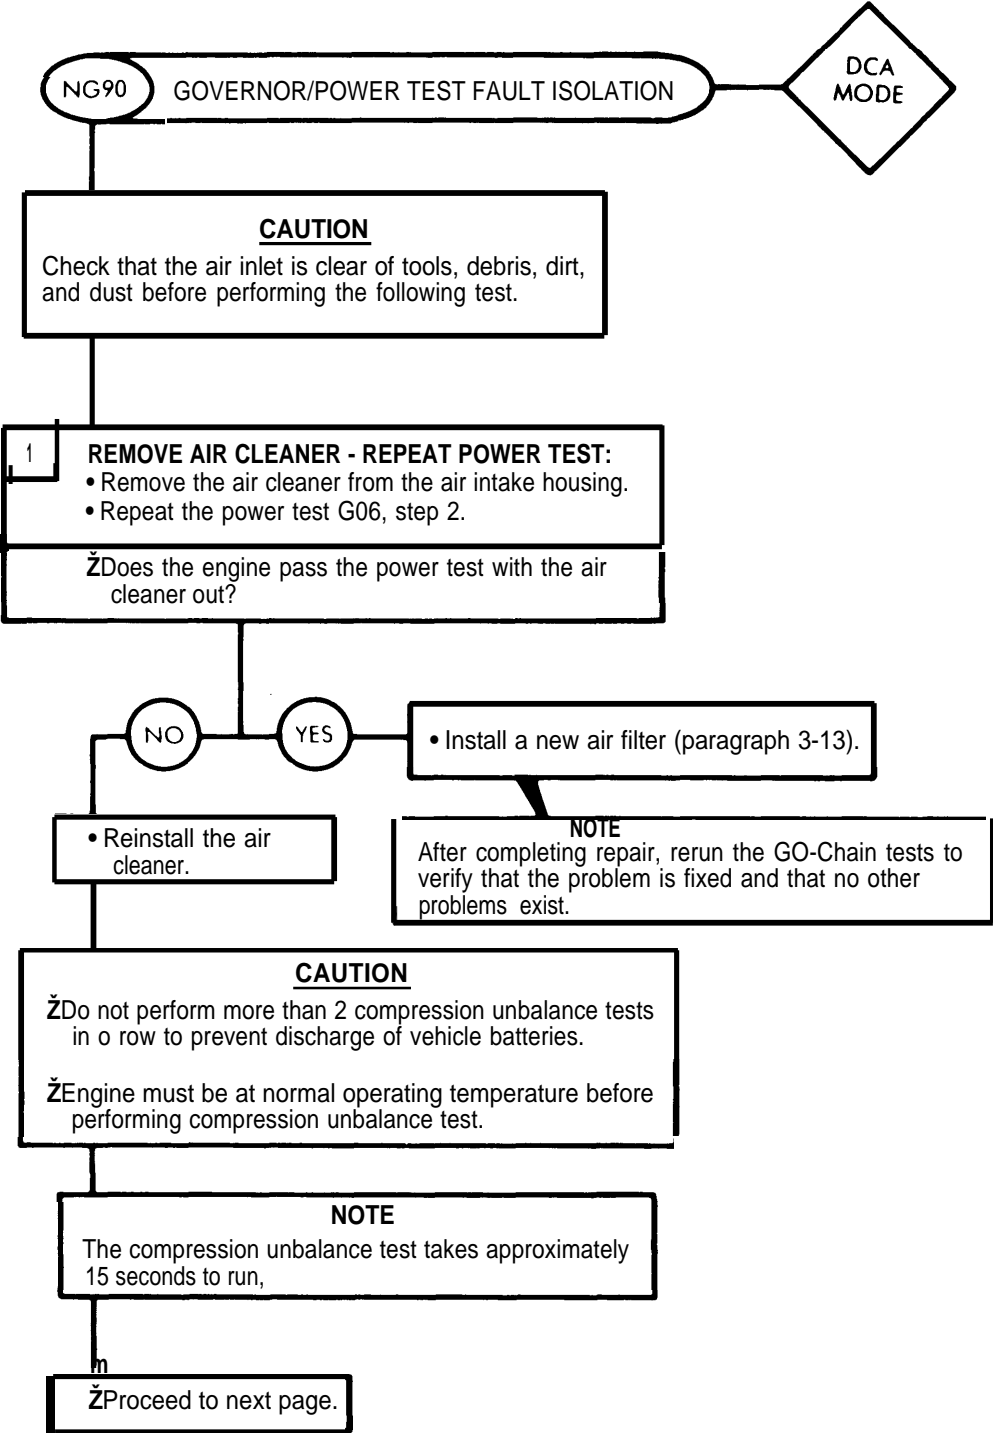 NG90
GOVERNOR/POWER TEST FAULT ISOLATION
DCA
MODE
CAUTION
Check that the air inlet is clear of tools, debris, dirt,
and dust before performing the following test.
1
REMOVE AIR CLEANER - REPEAT POWER TEST:
• Remove the air cleaner from the air intake housing.
• Repeat the power test G06, step 2.
ŽDoes the engine pass the power test with the air
cleaner out?
NO
YES
• Install a new air filter (paragraph 3-13).
NOTE
After completing repair, rerun the GO-Chain tests to
verify that the problem is fixed and that no other
problems exist.
• Reinstall the air
cleaner.
CAUTION
ŽDo not perform more than 2 compression unbalance tests
in o row to prevent discharge of vehicle batteries.
ŽEngine must be at normal operating temperature before
performing compression unbalance test.
NOTE
The compression unbalance test takes approximately
15 seconds to run,
m
ŽProceed to next page.